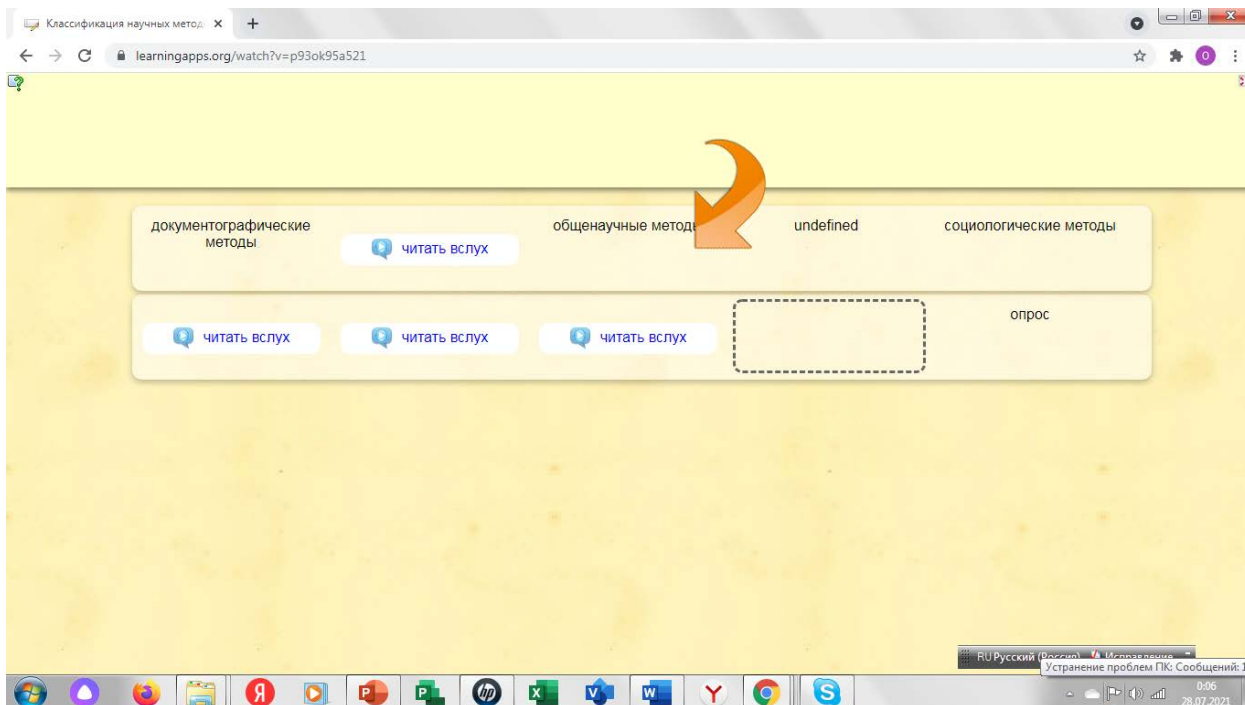 Классификация научных метод
learningapps.org/watch?v=p93ok95a521
O
документографические
методы
читать вслух
общенаучные методы
undefined
социологические методы
читать вслух
читать вслух
читать вслух
опрос
RU Русский (Россия)
Устранение проблем ПК: Сообщений: 1
Я
P
P
hp
X
V
W
Y
S
0:06
28.07.2021